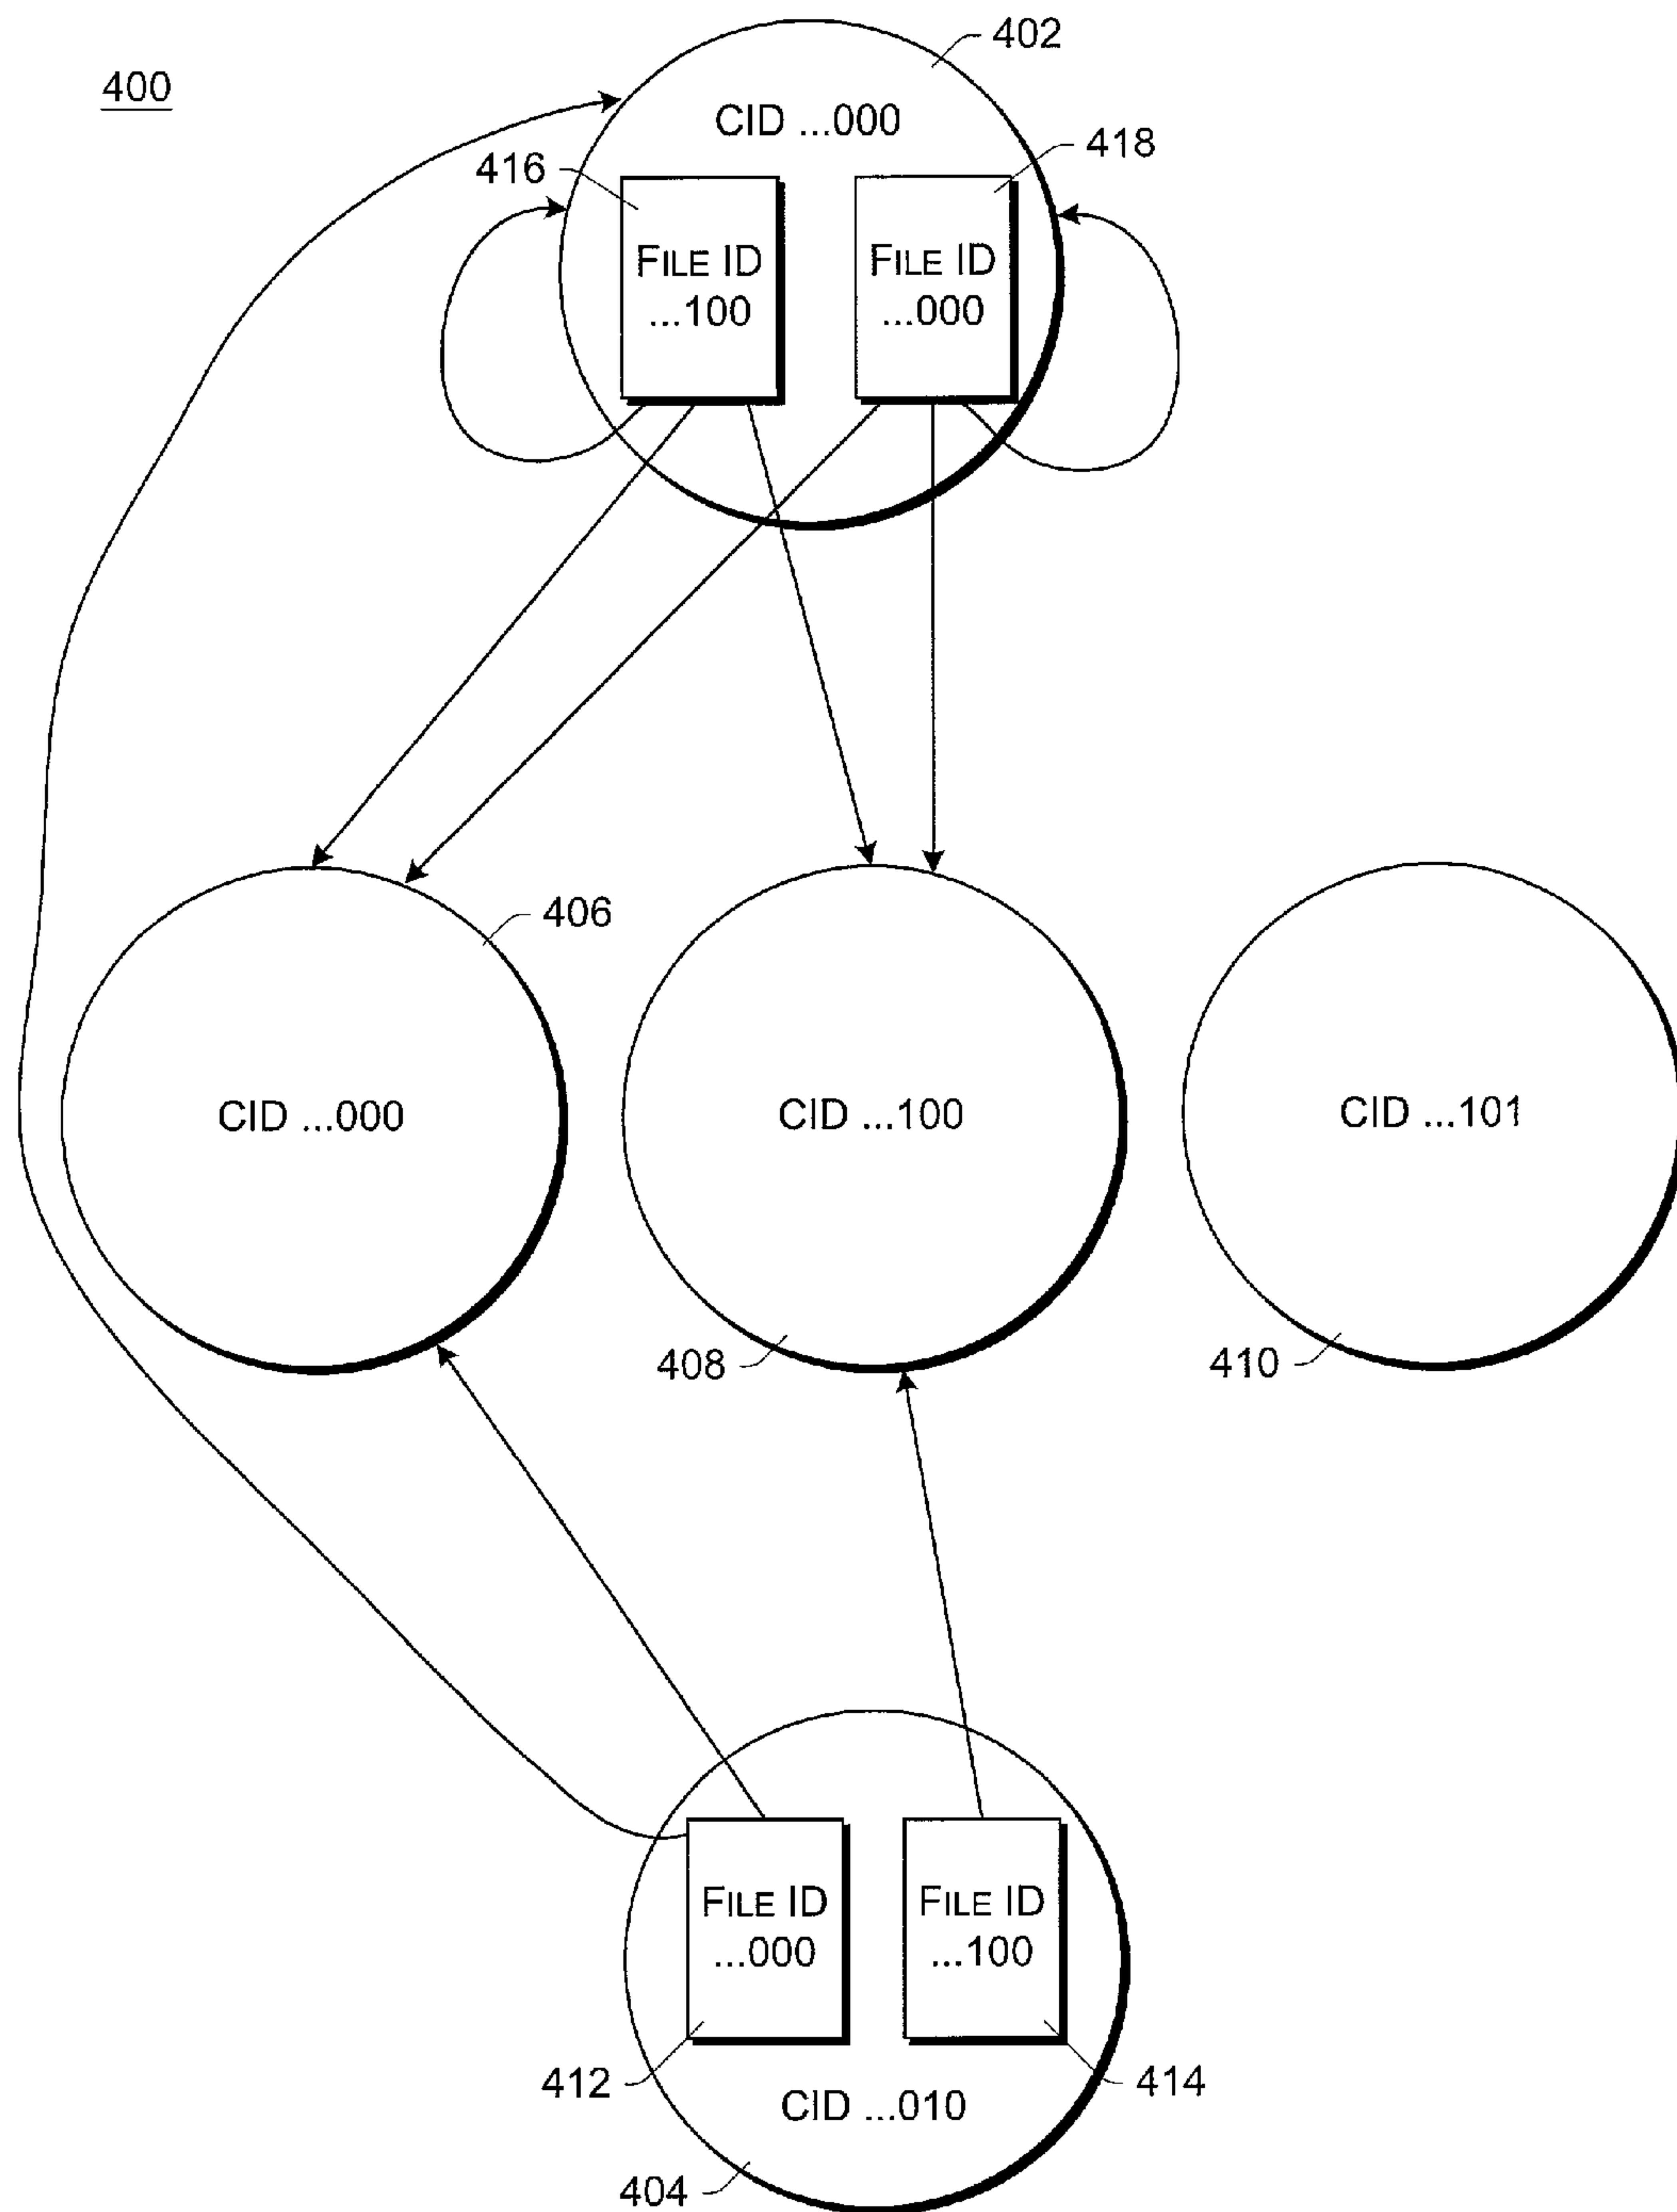 400
402
CID ...000
416
418
FILE ID
...100
FILE ID
...000
406
CID ...000
CID ...100
CID ...101
408
410
FILE ID
...000
FILE ID
...100
412
414
CID ...010
404